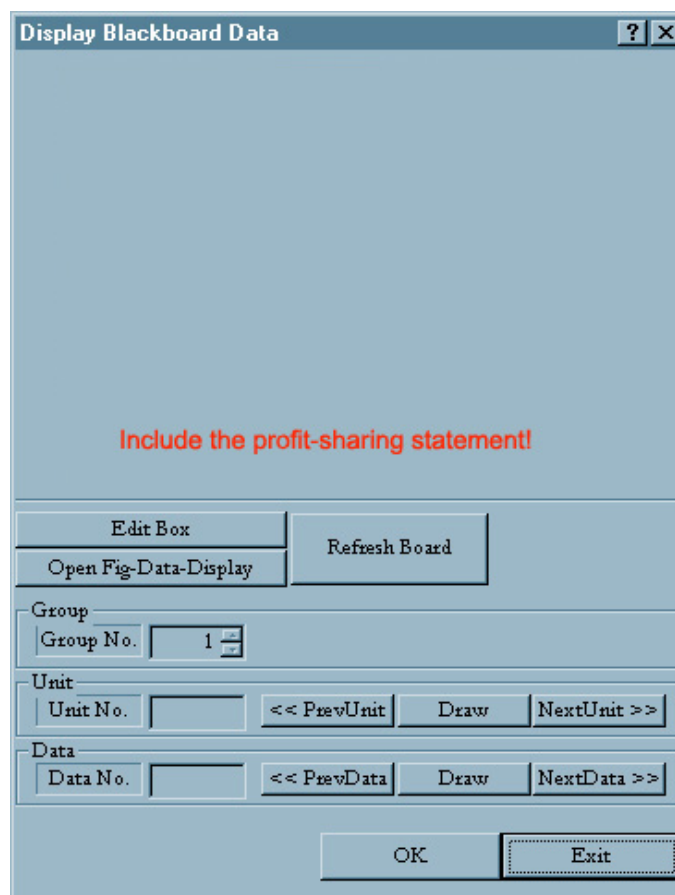 Display Blackboard Data
Include the profit-sharing statement!
Edit Box
Open Fig-Data-Display
Refresh Board
Group
Group No. 1
Unit
Unit No. << PrevUnit Draw NextUnit >>
Data
Data No. << PrevData Draw NextData >>
OK Exit